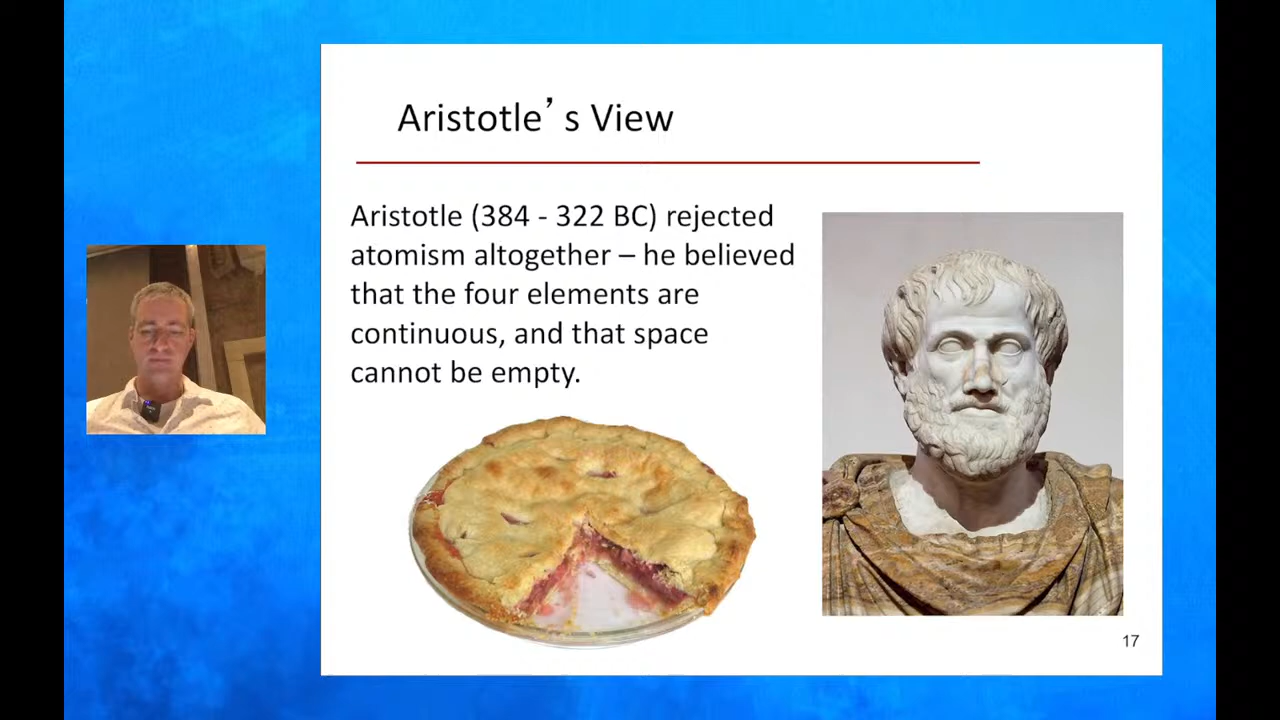 Aristotle’ s View
Aristotle (384 - 322 BC) rejected
atomism altogether – he believed
that the four elements are
continuous, and that space
cannot be empty.
17